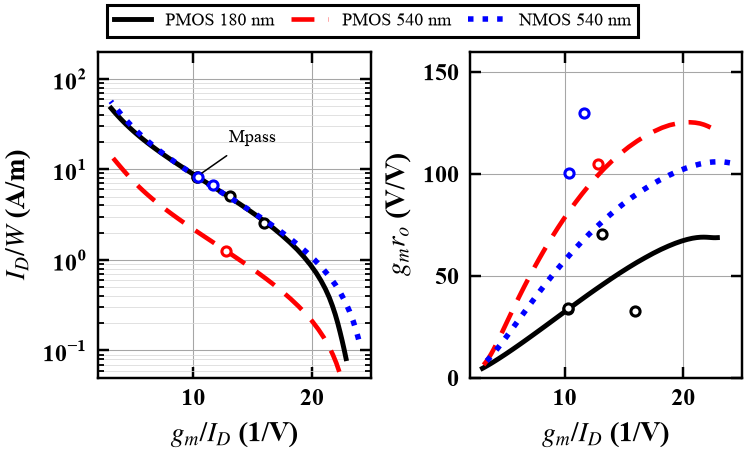 PMOS 180 nm PMOS 540 nm NMOS 540 nm
I_D/W (A/m)
10²
10¹
10⁰
10⁻¹
Mpass
10 20
g_m/I_D (1/V)
g_m r_o (V/V)
150
100
50
0
10 20
g_m/I_D (1/V)